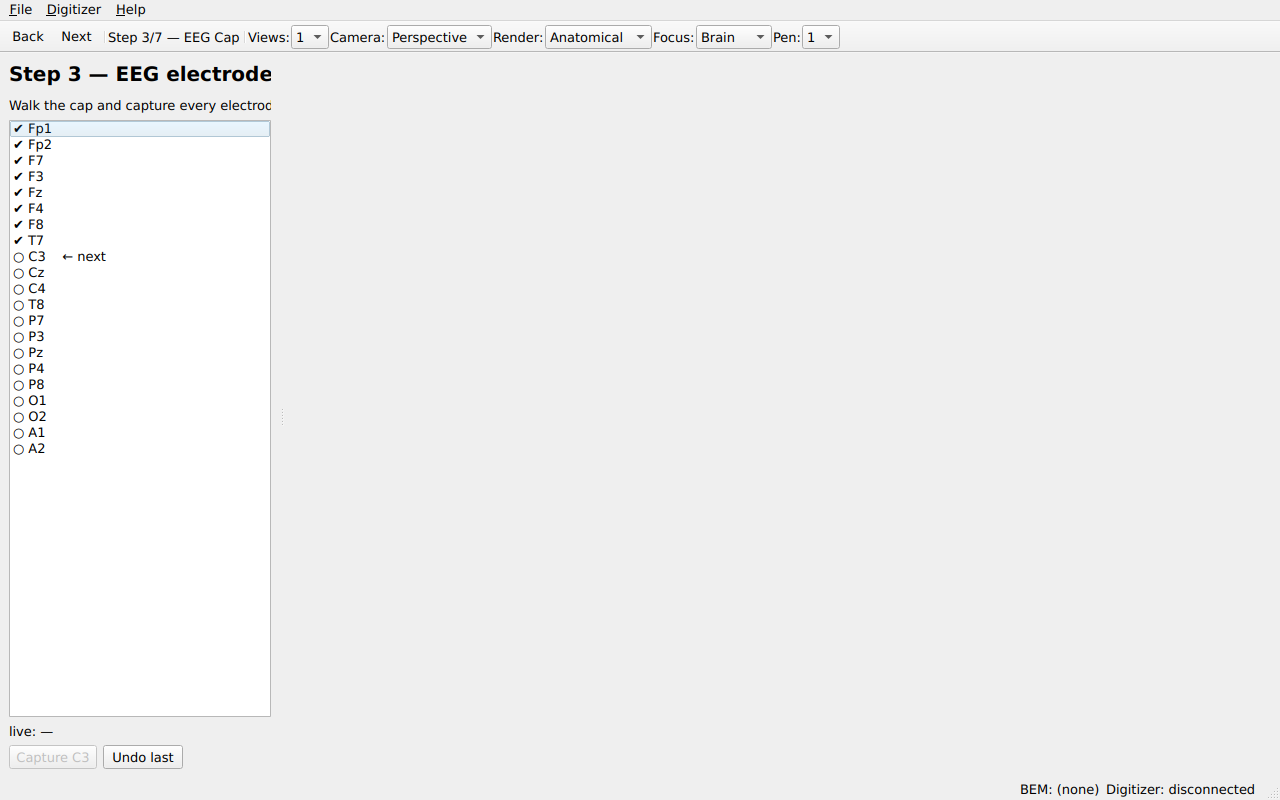 File Digitizer Help
Back Next Step 3/7 — EEG Cap Views: 1 Camera: Perspective Render: Anatomical Focus: Brain Pen: 1
Step 3 — EEG electrode
Walk the cap and capture every electrod
✔ Fp1
✔ Fp2
✔ F7
✔ F3
✔ Fz
✔ F4
✔ F8
✔ T7
○ C3 ← next
○ Cz
○ C4
○ T8
○ P7
○ P3
○ Pz
○ P4
○ P8
○ O1
○ O2
○ A1
○ A2
live: —
Capture C3 Undo last
BEM: (none) Digitizer: disconnected